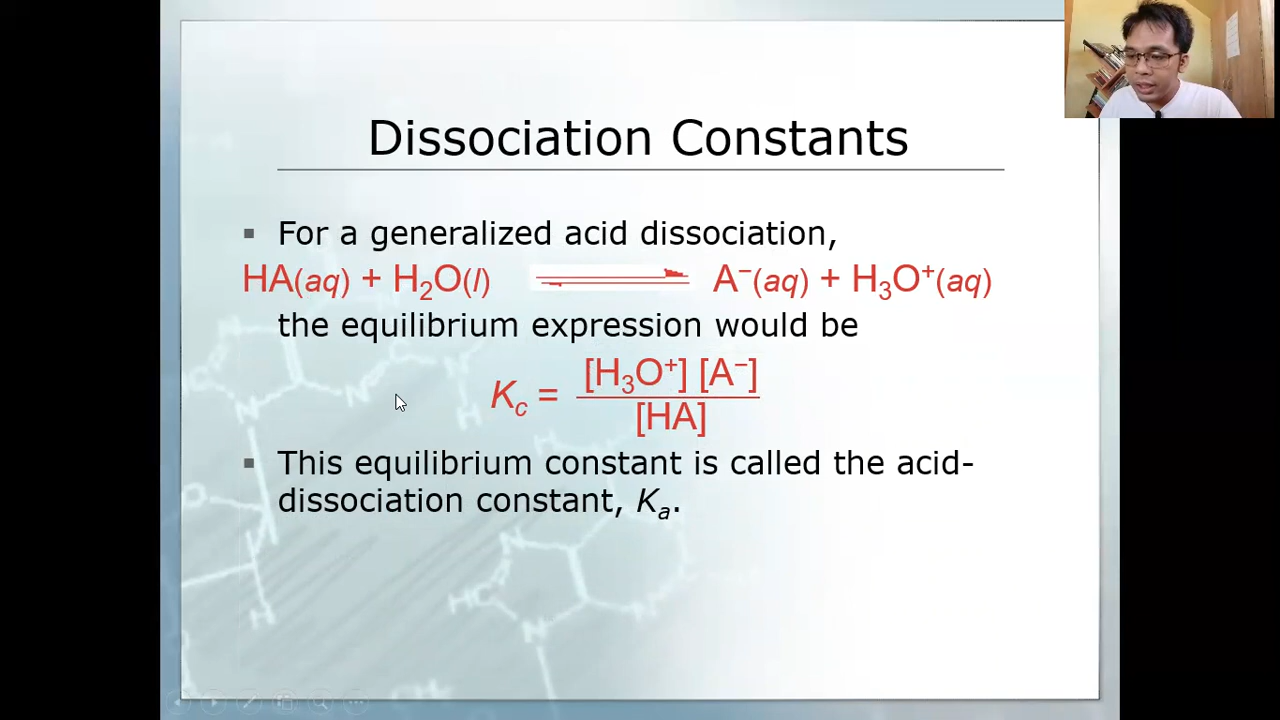 Dissociation Constants
▪ For a generalized acid dissociation,
HA(aq) + H₂O(l) ⇌ A⁻(aq) + H₃O⁺(aq)
the equilibrium expression would be
Kc = [H₃O⁺] [A⁻] / [HA]
▪ This equilibrium constant is called the acid-
dissociation constant, Ka.